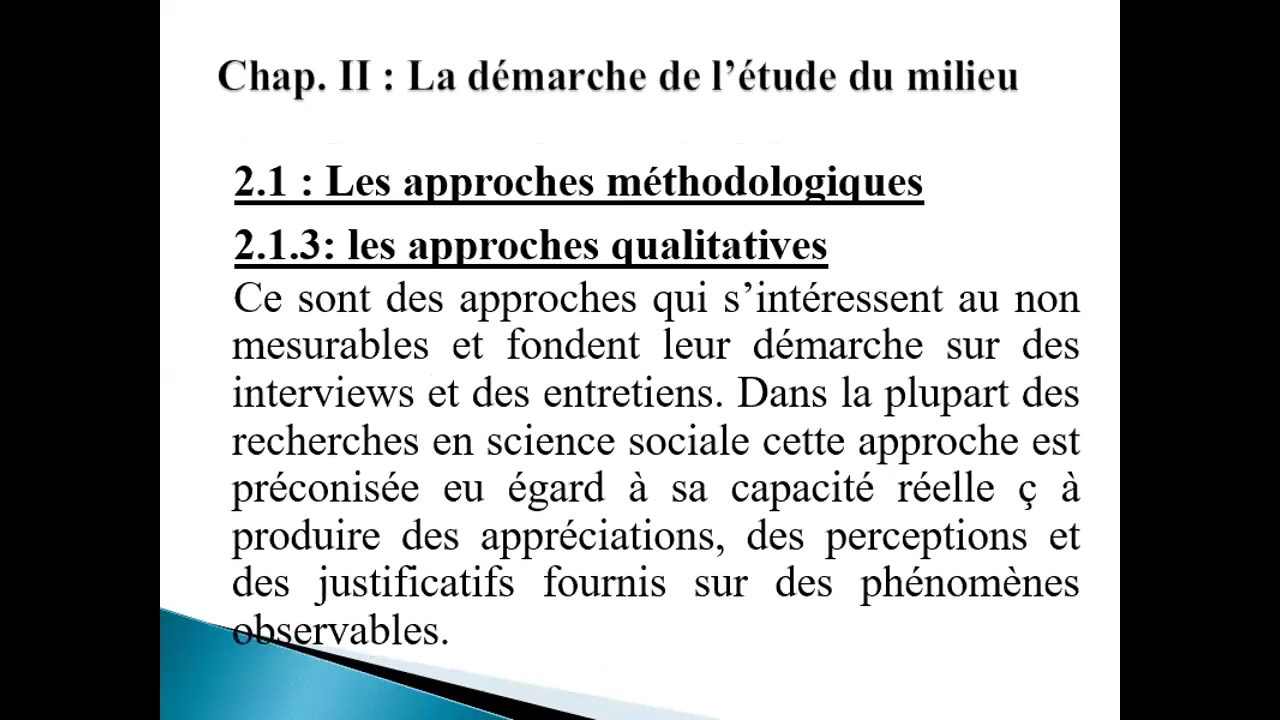 Chap. II : La démarche de l’étude du milieu
2.1 : Les approches méthodologiques
2.1.3: les approches qualitatives
Ce sont des approches qui s’intéressent au non
mesurables et fondent leur démarche sur des
interviews et des entretiens. Dans la plupart des
recherches en science sociale cette approche est
préconisée eu égard à sa capacité réelle ç à
produire des appréciations, des perceptions et
des justificatifs fournis sur des phénomènes
observables.